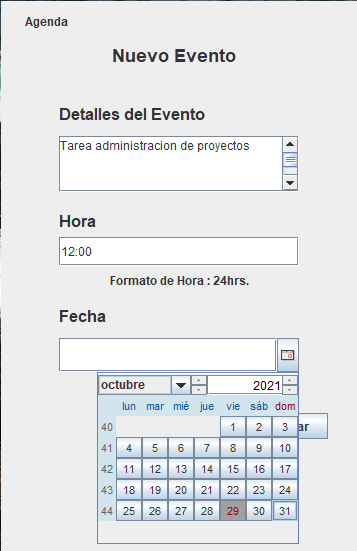 Agenda
Nuevo Evento
Detalles del Evento
Tarea administracion de proyectos
Hora
12:00
Formato de Hora : 24hrs.
Fecha
octubre 2021
lun mar mié jue vie sáb dom
40 1 2 3
ar
41 4 5 6 7 8 9 10
42 11 12 13 14 15 16 17
43 18 19 20 21 22 23 24
44 25 26 27 28 29 30 31